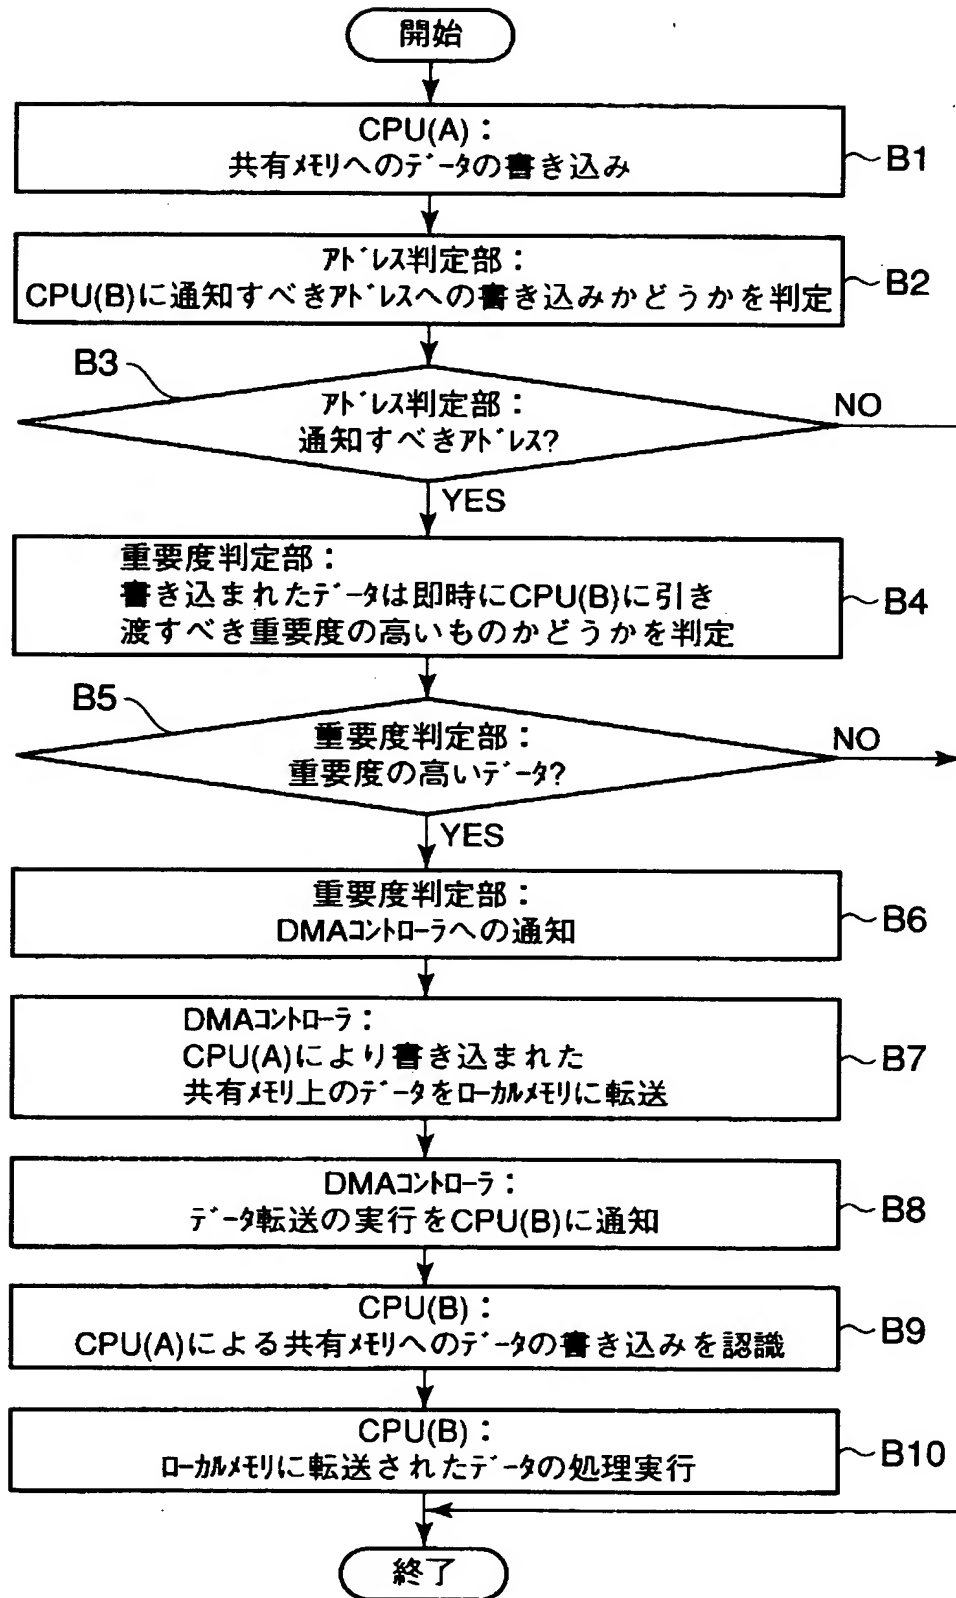 開始
CPU(A):
共有ﾒﾓﾘへのﾃﾞｰﾀの書き込み
B1
ｱﾄﾞﾚｽ判定部:
CPU(B)に通知すべきｱﾄﾞﾚｽへの書き込みかどうかを判定
B2
B3
ｱﾄﾞﾚｽ判定部:
通知すべきｱﾄﾞﾚｽ?
NO
YES
重要度判定部:
書き込まれたﾃﾞｰﾀは即時にCPU(B)に引き
渡すべき重要度の高いものかどうかを判定
B4
B5
重要度判定部:
重要度の高いﾃﾞｰﾀ?
NO
YES
重要度判定部:
DMAｺﾝﾄﾛｰﾗへの通知
B6
DMAｺﾝﾄﾛｰﾗ:
CPU(A)により書き込まれた
共有ﾒﾓﾘ上のﾃﾞｰﾀをﾛｰｶﾙﾒﾓﾘに転送
B7
DMAｺﾝﾄﾛｰﾗ:
ﾃﾞｰﾀ転送の実行をCPU(B)に通知
B8
CPU(B):
CPU(A)による共有ﾒﾓﾘへのﾃﾞｰﾀの書き込みを認識
B9
CPU(B):
ﾛｰｶﾙﾒﾓﾘに転送されたﾃﾞｰﾀの処理実行
B10
終了